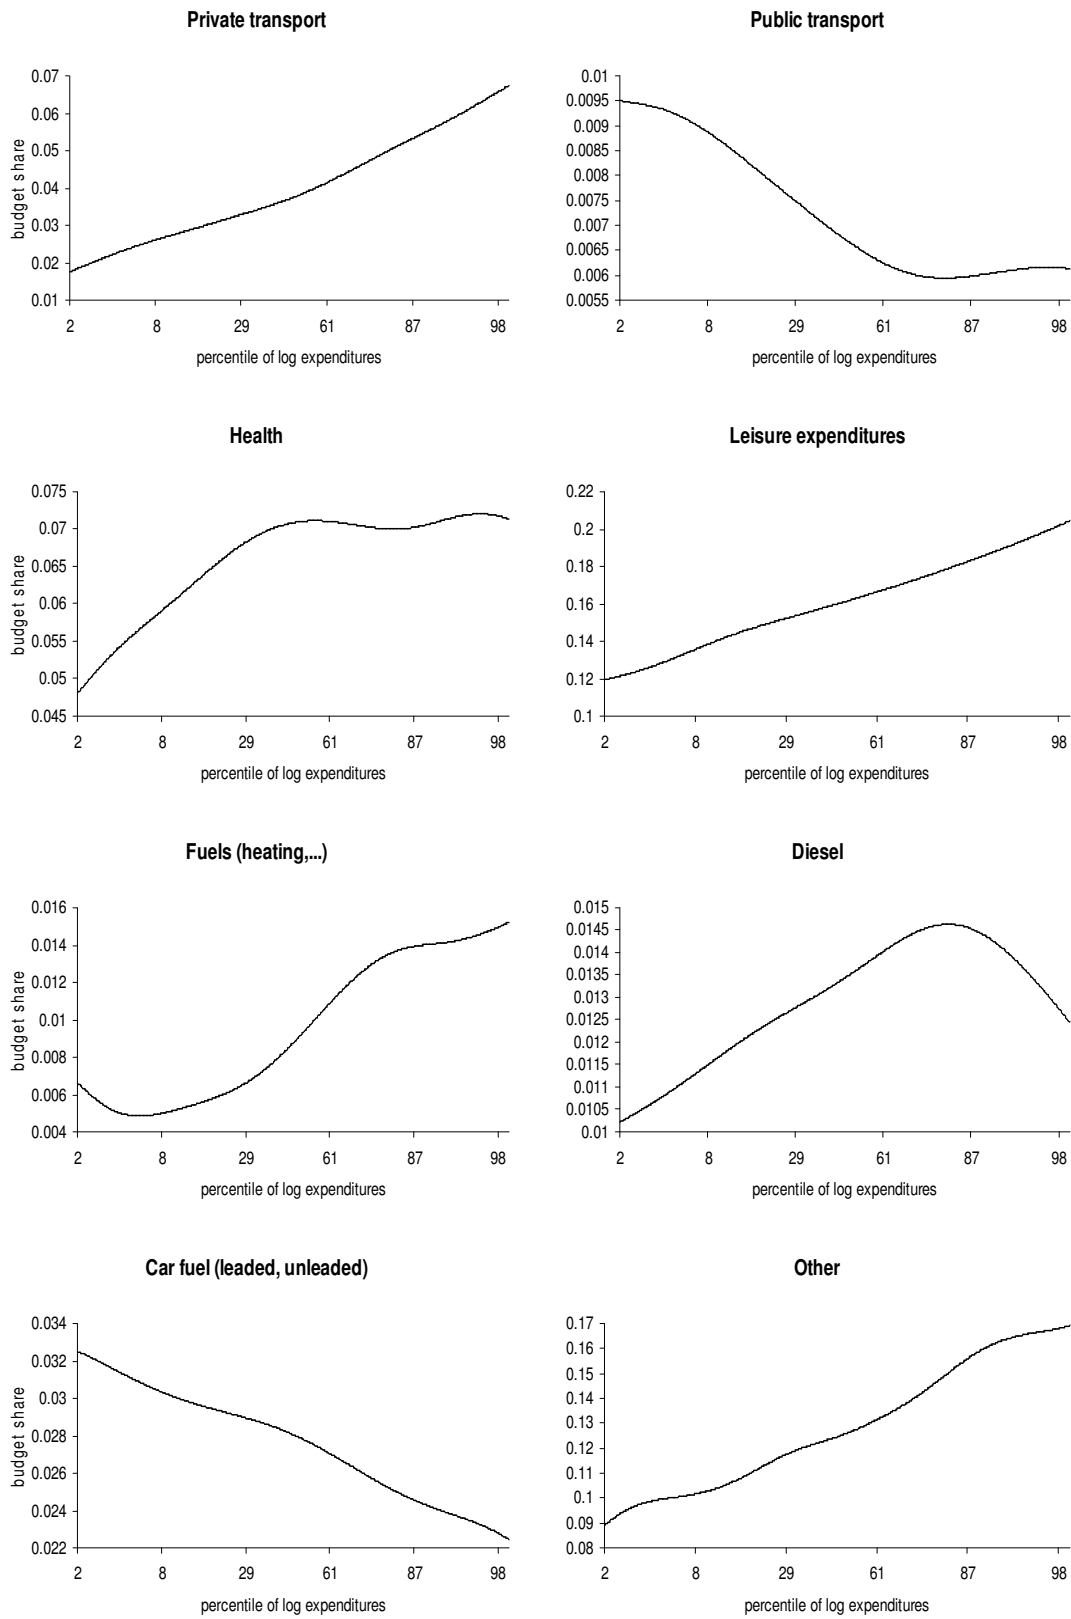 Private transport
0.07
0.06
0.05
0.04
0.03
0.02
0.01
budget share
2 8 29 61 87 98
percentile of log expenditures
Public transport
0.01
0.0095
0.009
0.0085
0.008
0.0075
0.007
0.0065
0.006
0.0055
2 8 29 61 87 98
percentile of log expenditures
Health
0.075
0.07
0.065
0.06
0.055
0.05
0.045
budget share
2 8 29 61 87 98
percentile of log expenditures
Leisure expenditures
0.22
0.2
0.18
0.16
0.14
0.12
0.1
2 8 29 61 87 98
percentile of log expenditures
Fuels (heating,...)
0.016
0.014
0.012
0.01
0.008
0.006
0.004
budget share
2 8 29 61 87 98
percentile of log expenditures
Diesel
0.015
0.0145
0.014
0.0135
0.013
0.0125
0.012
0.0115
0.011
0.0105
0.01
2 8 29 61 87 98
percentile of log expenditures
Car fuel (leaded, unleaded)
0.034
0.032
0.03
0.028
0.026
0.024
0.022
budget share
2 8 29 61 87 98
percentile of log expenditures
Other
0.17
0.16
0.15
0.14
0.13
0.12
0.11
0.1
0.09
0.08
2 8 29 61 87 98
percentile of log expenditures